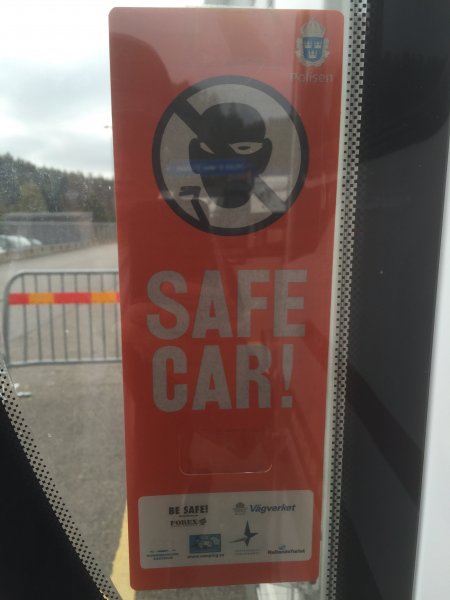 Polisen
SAFE
CAR!
BE SAFE!
Vägverket
FOREX